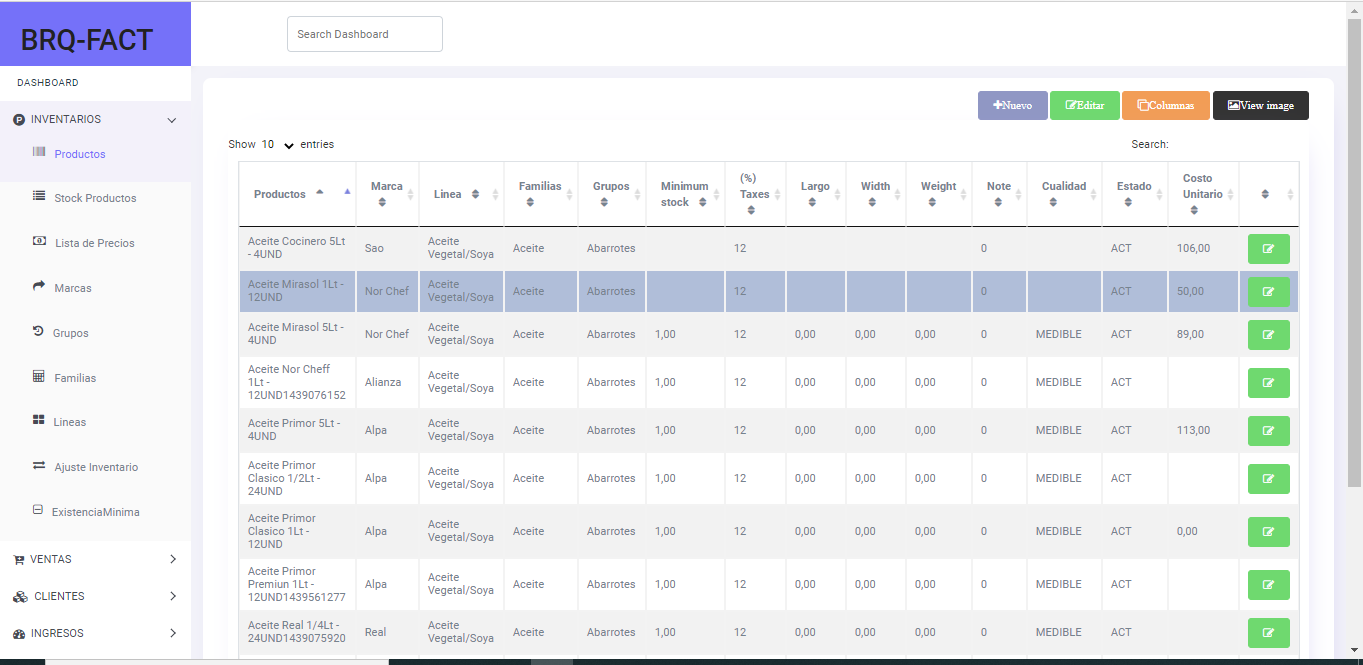 BRQ-FACT
Search Dashboard
DASHBOARD
P INVENTARIOS
Productos
Stock Productos
Lista de Precios
Marcas
Grupos
Familias
Lineas
Ajuste Inventario
ExistenciaMinima
VENTAS
CLIENTES
INGRESOS
Nuevo Editar Columnas View image
Show 10 entries Search:
Productos Marca Linea Familias Grupos Minimum stock (%) Taxes Largo Width Weight Note Cualidad Estado Costo Unitario
Aceite Cocinero 5Lt - 4UND Sao Aceite Vegetal/Soya Aceite Abarrotes 12 0 ACT 106,00
Aceite Mirasol 1Lt - 12UND Nor Chef Aceite Vegetal/Soya Aceite Abarrotes 12 0 ACT 50,00
Aceite Mirasol 5Lt - 4UND Nor Chef Aceite Vegetal/Soya Aceite Abarrotes 1,00 12 0,00 0,00 0,00 0 MEDIBLE ACT 89,00
Aceite Nor Cheff 1Lt - 12UND1439076152 Alianza Aceite Vegetal/Soya Aceite Abarrotes 1,00 12 0,00 0,00 0,00 0 MEDIBLE ACT
Aceite Primor 5Lt - 4UND Alpa Aceite Vegetal/Soya Aceite Abarrotes 1,00 12 0,00 0,00 0,00 0 MEDIBLE ACT 113,00
Aceite Primor Clasico 1/2Lt - 24UND Alpa Aceite Vegetal/Soya Aceite Abarrotes 1,00 12 0,00 0,00 0,00 0 MEDIBLE ACT
Aceite Primor Clasico 1Lt - 12UND Alpa Aceite Vegetal/Soya Aceite Abarrotes 1,00 12 0,00 0,00 0,00 0 MEDIBLE ACT 0,00
Aceite Primor Premiun 1Lt - 12UND1439561277 Alpa Aceite Vegetal/Soya Aceite Abarrotes 1,00 12 0,00 0,00 0,00 0 MEDIBLE ACT
Aceite Real 1/4Lt - 24UND1439075920 Real Aceite Vegetal/Soya Aceite Abarrotes 1,00 12 0,00 0,00 0,00 0 MEDIBLE ACT